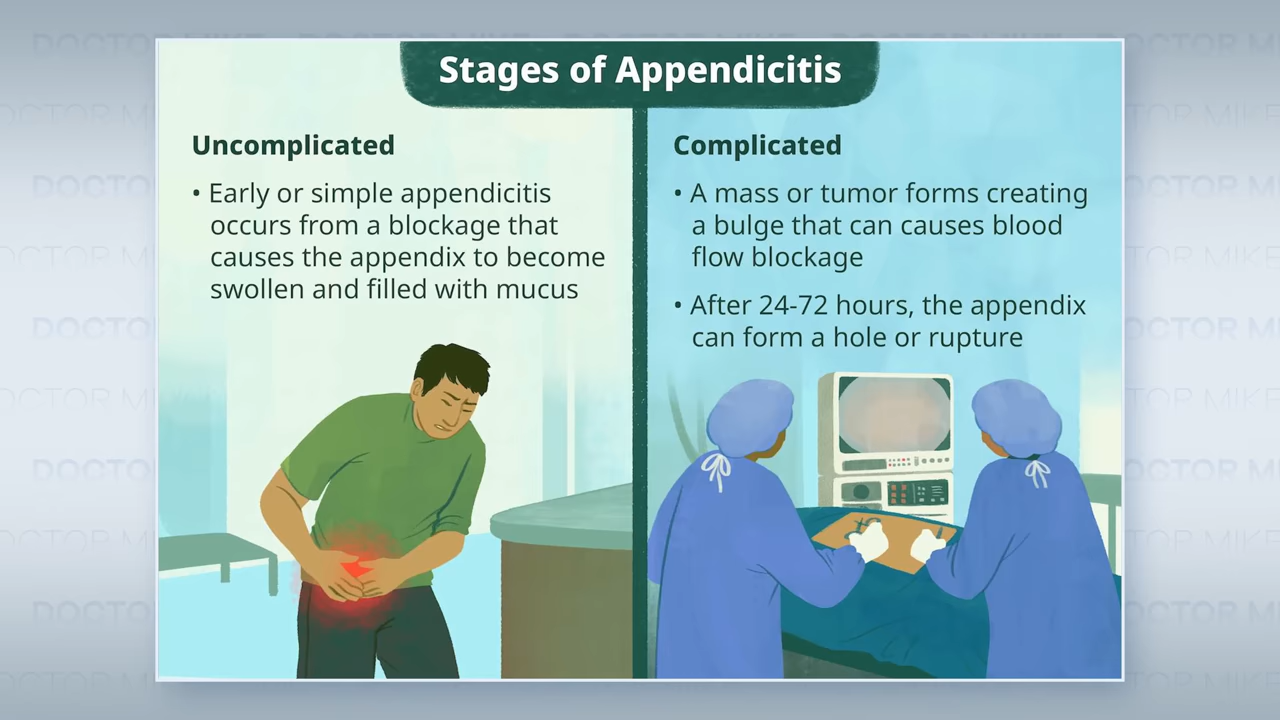 Stages of Appendicitis
Uncomplicated
• Early or simple appendicitis
occurs from a blockage that
causes the appendix to become
swollen and filled with mucus
Complicated
• A mass or tumor forms creating
a bulge that can causes blood
flow blockage
• After 24-72 hours, the appendix
can form a hole or rupture